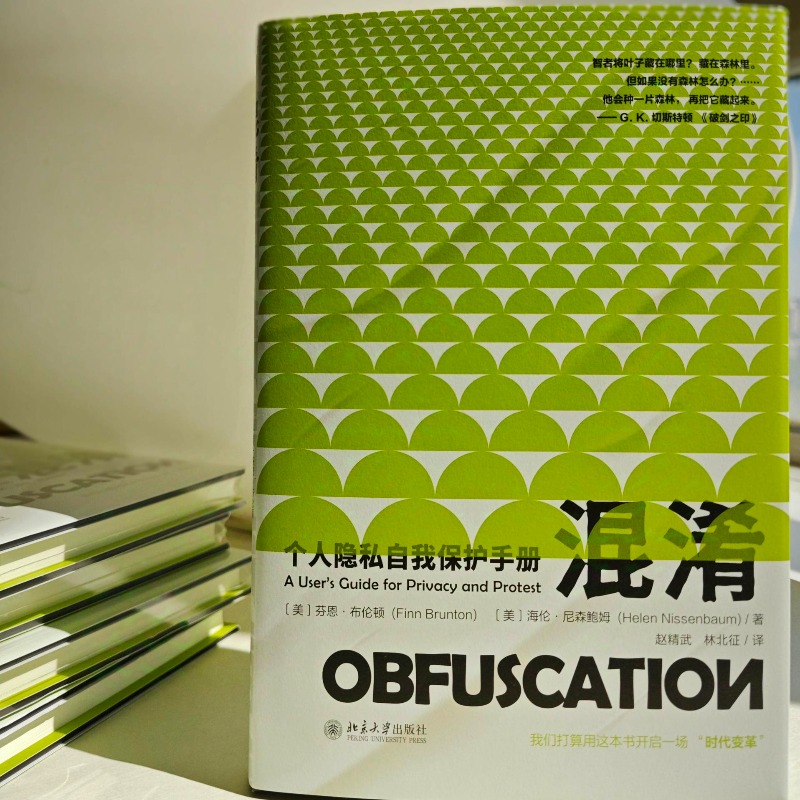 智者将叶子藏在哪里？藏在森林里。
但如果没有森林怎么办？……
他会种一片森林，再把它藏起来。
—— G. K. 切斯特顿 《破剑之印》
混淆
个人隐私自我保护手册
A User's Guide for Privacy and Protest
［美］芬恩·布伦顿（Finn Brunton） ［美］海伦·尼森鲍姆（Helen Nissenbaum）/ 著
赵精武 林北征 / 译
OBFUSCATION
北京大学出版社
PEKING UNIVERSITY PRESS
我们打算用这本书开启一场 “时代变革”
USCATION